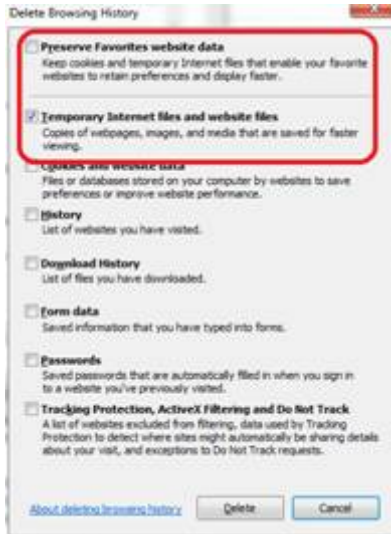 Delete Browsing History
Preserve Favorites website data
Keep cookies and temporary Internet files that enable your favorite
websites to retain preferences and display faster.
Temporary Internet files and website files
Copies of webpages, images, and media that are saved for faster
viewing.
Cookies and website data
Files or databases stored on your computer by websites to save
preferences or improve website performance.
History
List of websites you have visited.
Download History
List of files you have downloaded.
Form data
Saved information that you have typed into forms.
Passwords
Saved passwords that are automatically filled in when you sign in
to a website you've previously visited.
Tracking Protection, ActiveX Filtering and Do Not Track
A list of websites excluded from filtering, data used by Tracking
Protection to detect where sites might automatically be sharing details
about your visit, and exceptions to Do Not Track requests.
About deleting browsing history
Delete
Cancel